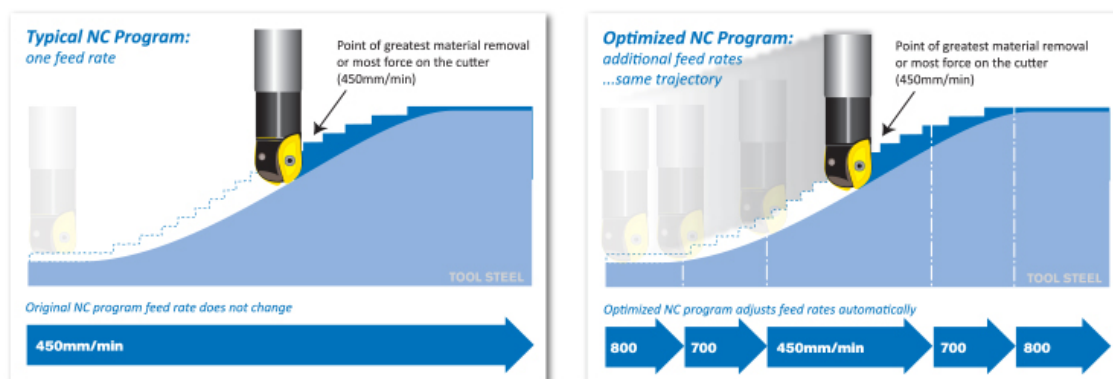 Typical NC Program:
one feed rate
Point of greatest material removal
or most force on the cutter
(450mm/min)
TOOL STEEL
Original NC program feed rate does not change
450mm/min
Optimized NC Program:
additional feed rates
...same trajectory
Point of greatest material removal
or most force on the cutter
(450mm/min)
TOOL STEEL
Optimized NC program adjusts feed rates automatically
800 700 450mm/min 700 800